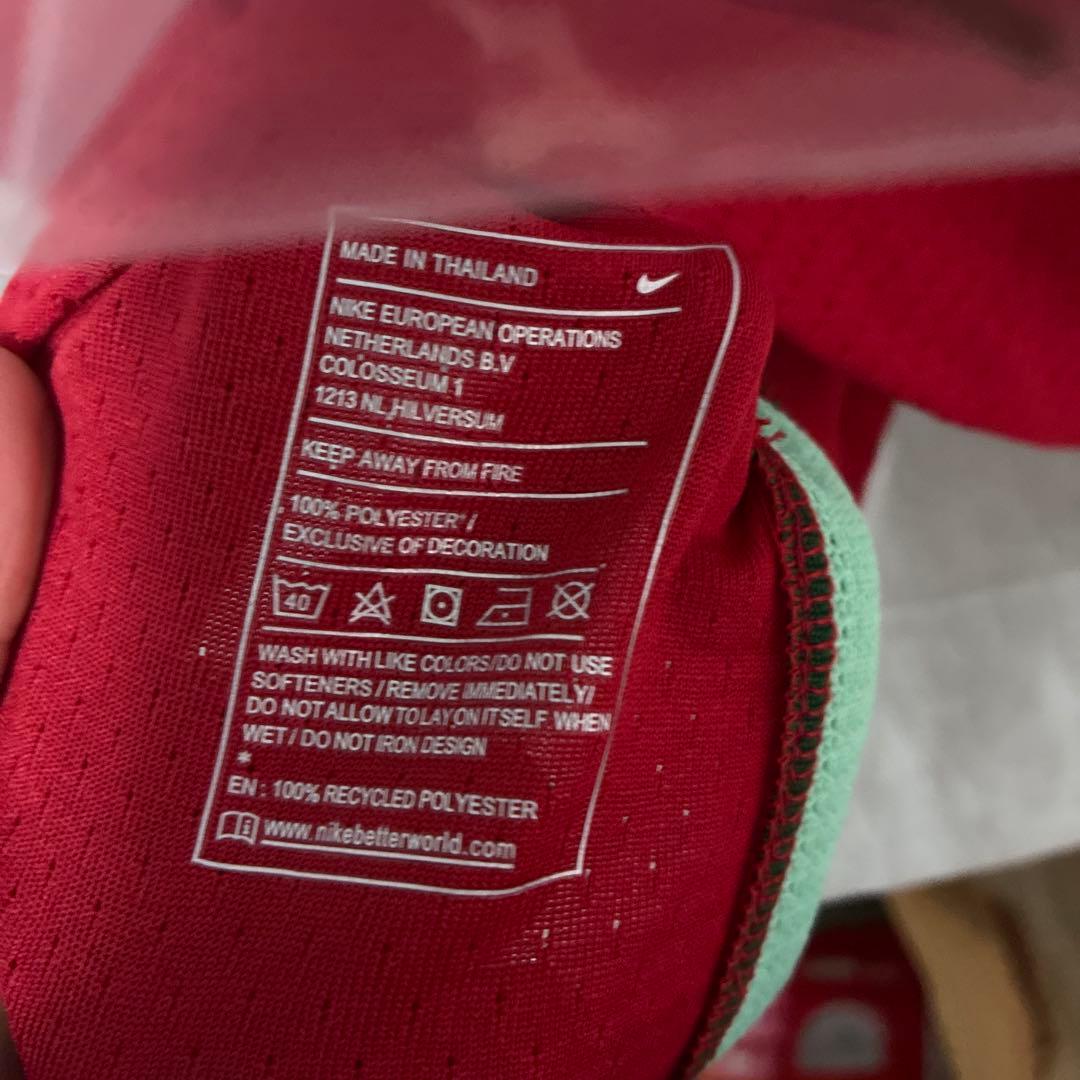 MADE IN THAILAND
NIKE EUROPEAN OPERATIONS
NETHERLANDS B.V
COLOSSEUM 1
1213 NL,HILVERSUM
KEEP AWAY FROM FIRE
100% POLYESTER*/
EXCLUSIVE OF DECORATION
40
WASH WITH LIKE COLORS/DO NOT USE
SOFTENERS / REMOVE IMMEDIATELY/
DO NOT ALLOW TO LAY ON ITSELF WHEN
WET / DO NOT IRON DESIGN
*
EN : 100% RECYCLED POLYESTER
www.nikebetterworld.com